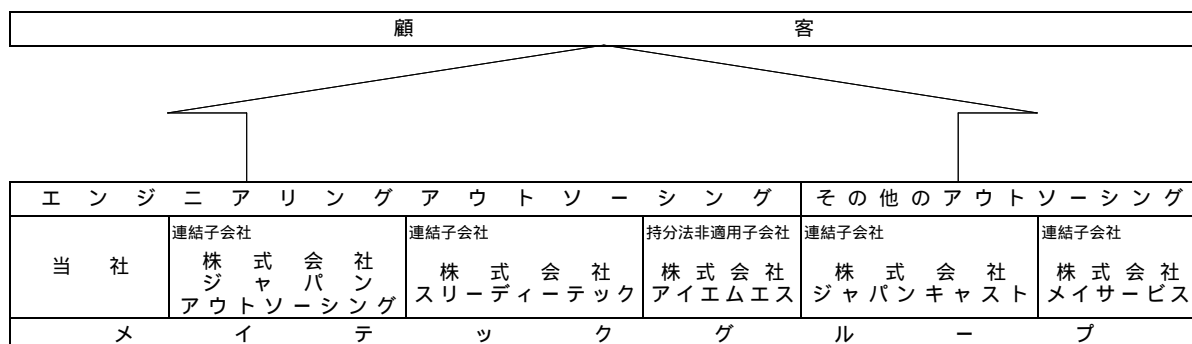 顧客
エンジニアリングアウトソーシング
その他のアウトソーシング
当社
連結子会社
株式会社
ジャパン
アウトソーシング
連結子会社
株式会社
スリーディーテック
持分法非適用子会社
株式会社
アイエムエス
連結子会社
株式会社
ジャパンキャスト
連結子会社
株式会社
メイサービス
メイテックグループ